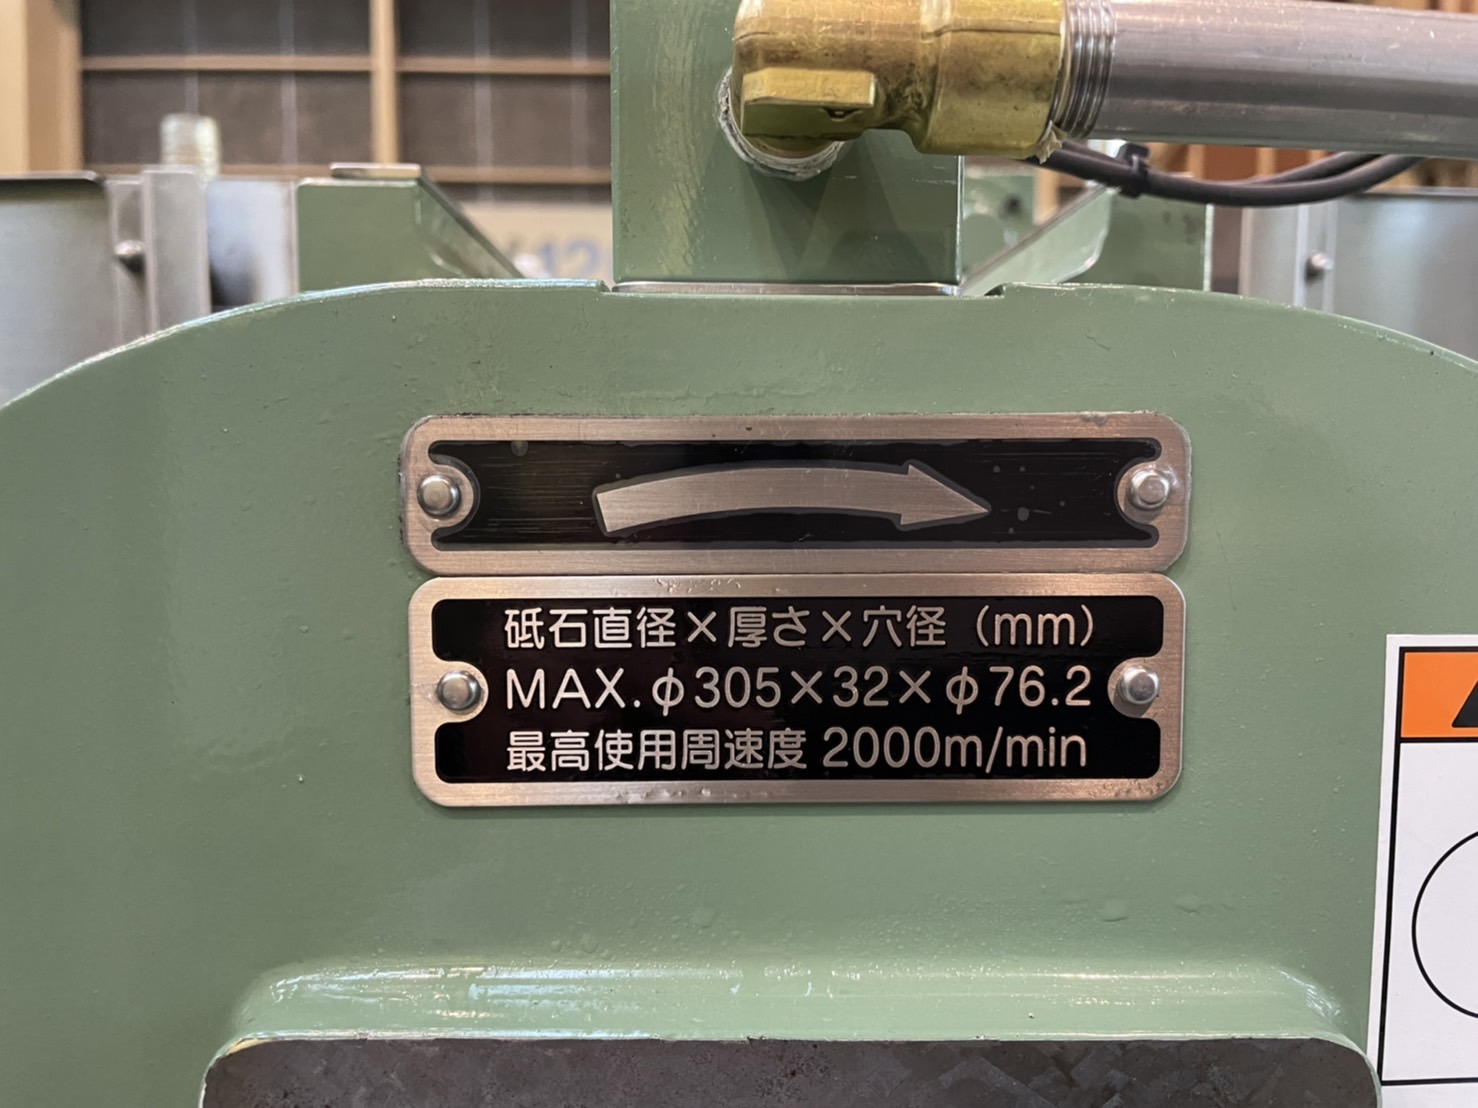 砥石直径×厚さ×穴径（mm）
MAX.φ305×32×φ76.2
最高使用周速度 2000m/min